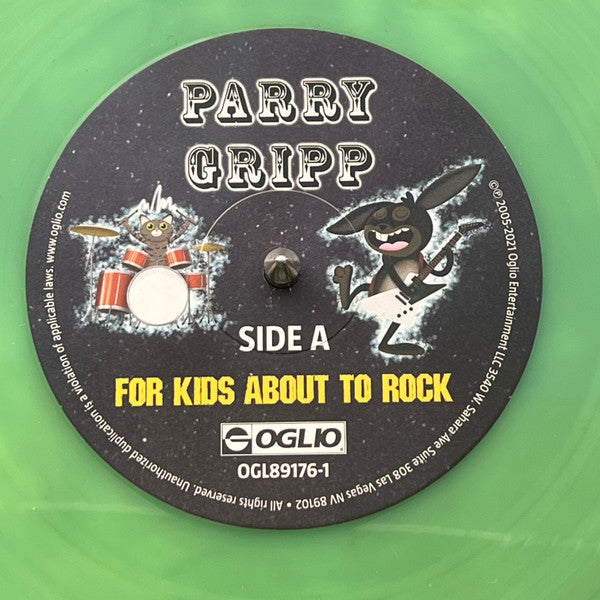 PARRY
GRIPP
SIDE A
FOR KIDS ABOUT TO ROCK
OGLIO
OGL89176-1
©℗ 2005-2021 Oglio Entertainment LLC 3540 W. Sahara Ave Suite 308 Las Vegas NV 89102 • All rights reserved. Unauthorized duplication is a violation of applicable laws. www.oglio.com